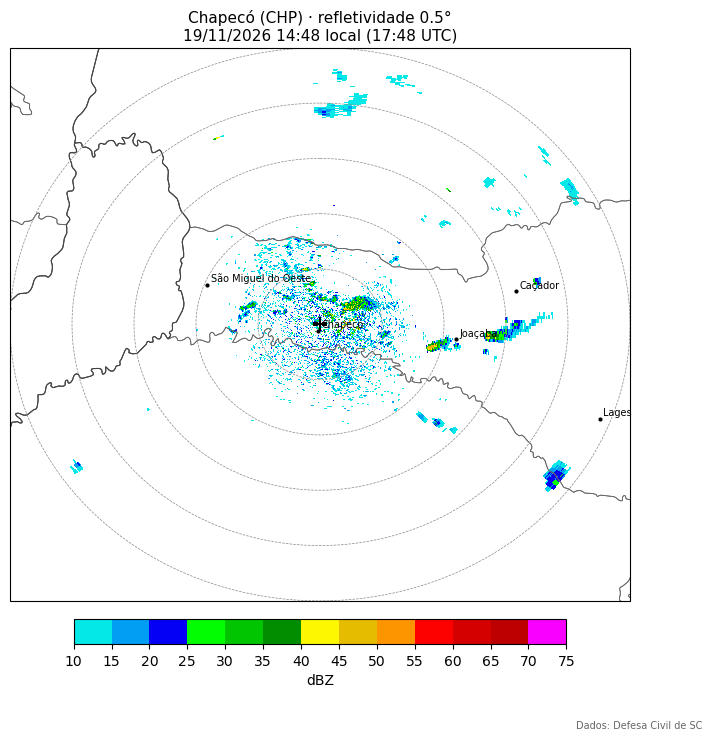 Chapecó (CHP) · refletividade 0.5°
19/11/2026 14:48 local (17:48 UTC)
São Miguel do Oeste
Caçador
Chapecó
Joaçaba
Lages
10 15 20 25 30 35 40 45 50 55 60 65 70 75
dBZ
Dados: Defesa Civil de SC